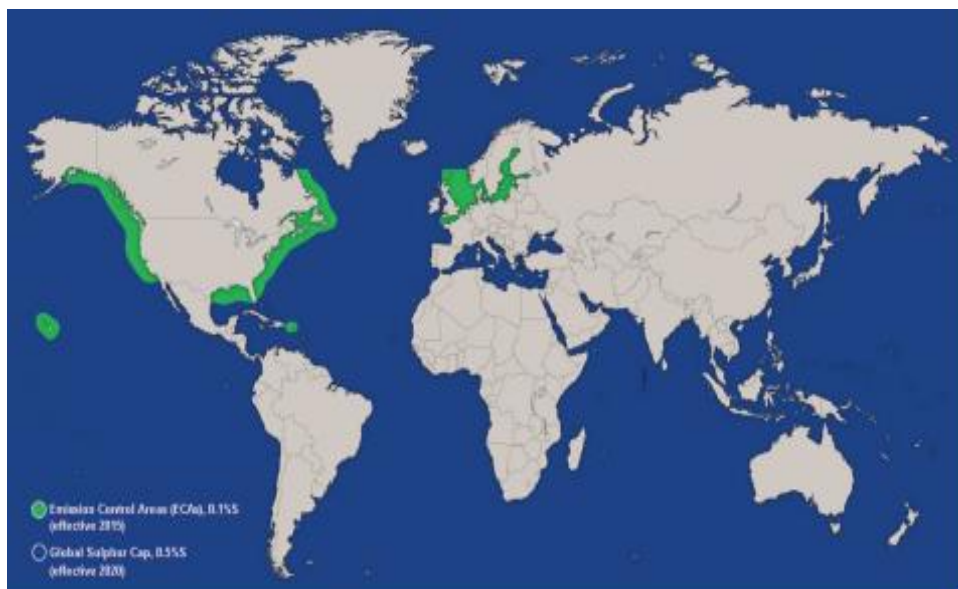 Emission Control Areas (ECAs), 0.1%S
(effective 2015)
Global Sulphur Cap, 0.5%S
(effective 2020)